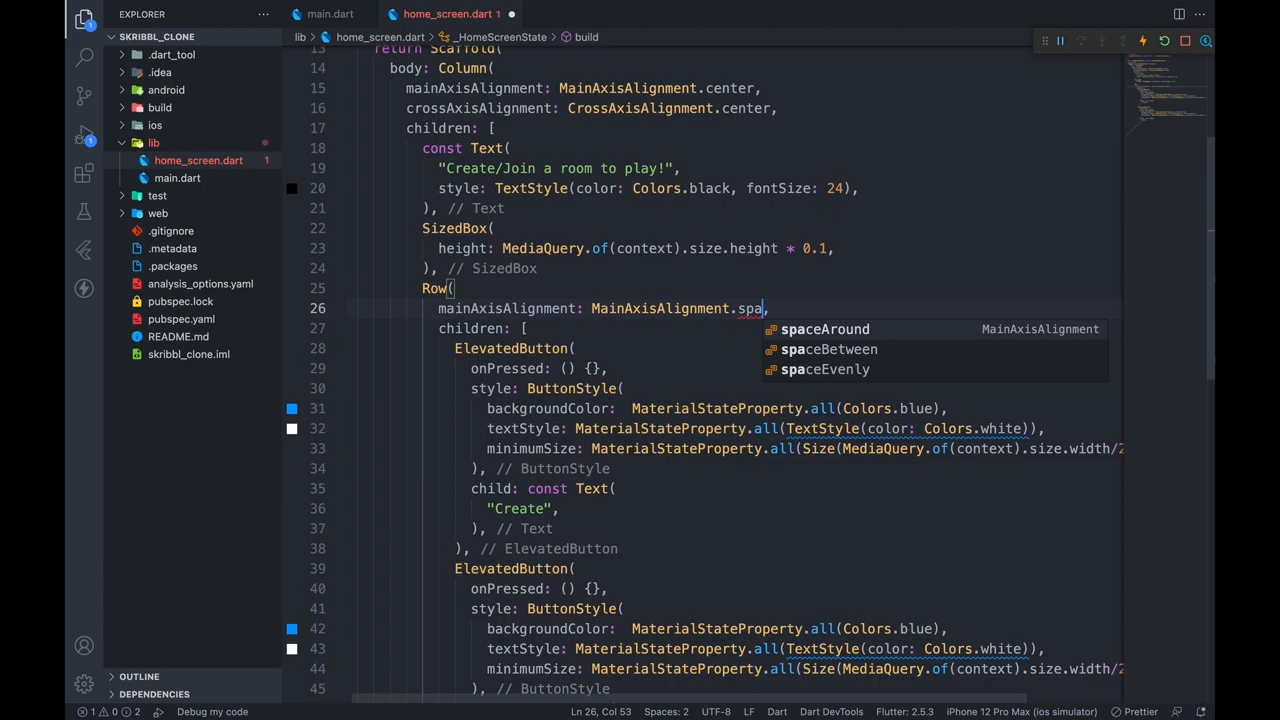 EXPLORER
main.dart
home_screen.dart 1
SKRIBBL_CLONE
.dart_tool
.idea
android
build
ios
lib
home_screen.dart 1
main.dart
test
web
.gitignore
.metadata
.packages
analysis_options.yaml
pubspec.lock
pubspec.yaml
README.md
skribbl_clone.iml
OUTLINE
DEPENDENCIES
1
1
lib > home_screen.dart > _HomeScreenState > build
13 return Scaffold(
14 body: Column(
15 mainAxisAlignment: MainAxisAlignment.center,
16 crossAxisAlignment: CrossAxisAlignment.center,
17 children: [
18 const Text(
19 "Create/Join a room to play!",
20 style: TextStyle(color: Colors.black, fontSize: 24),
21 ), // Text
22 SizedBox(
23 height: MediaQuery.of(context).size.height * 0.1,
24 ), // SizedBox
25 Row(
26 mainAxisAlignment: MainAxisAlignment.spa,
spaceAround MainAxisAlignment
spaceBetween
spaceEvenly
27 children: [
28 ElevatedButton(
29 onPressed: () {},
30 style: ButtonStyle(
31 backgroundColor: MaterialStateProperty.all(Colors.blue),
32 textStyle: MaterialStateProperty.all(TextStyle(color: Colors.white)),
33 minimumSize: MaterialStateProperty.all(Size(MediaQuery.of(context).size.width/2
34 ), // ButtonStyle
35 child: const Text(
36 "Create",
37 ), // Text
38 ), // ElevatedButton
39 ElevatedButton(
40 onPressed: () {},
41 style: ButtonStyle(
42 backgroundColor: MaterialStateProperty.all(Colors.blue),
43 textStyle: MaterialStateProperty.all(TextStyle(color: Colors.white)),
44 minimumSize: MaterialStateProperty.all(Size(MediaQuery.of(context).size.width/2
45 ), // ButtonStyle
1 0 2 Debug my code Ln 26, Col 53 Spaces: 2 UTF-8 LF Dart Dart DevTools Flutter: 2.5.3 iPhone 12 Pro Max (ios simulator) Prettier